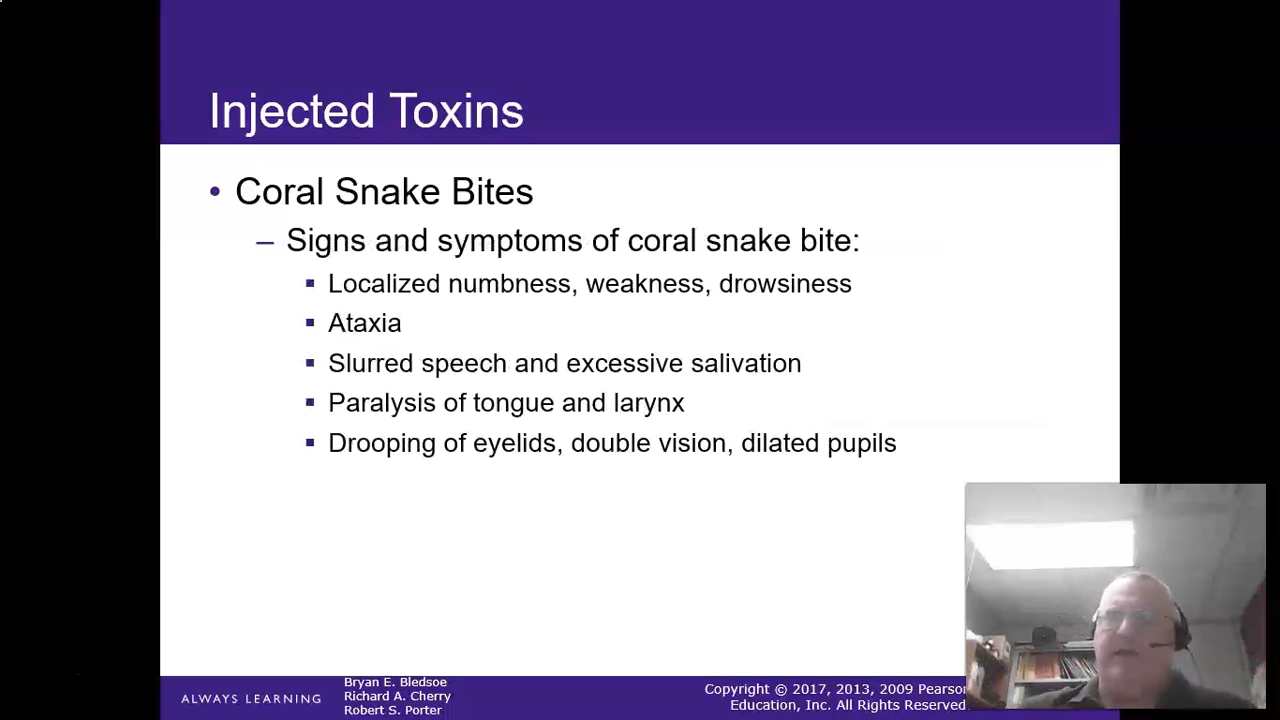 Injected Toxins
• Coral Snake Bites
– Signs and symptoms of coral snake bite:
▪ Localized numbness, weakness, drowsiness
▪ Ataxia
▪ Slurred speech and excessive salivation
▪ Paralysis of tongue and larynx
▪ Drooping of eyelids, double vision, dilated pupils
ALWAYS LEARNING
Bryan E. Bledsoe
Richard A. Cherry
Robert S. Porter
Copyright © 2017, 2013, 2009 Pearson
Education, Inc. All Rights Reserved